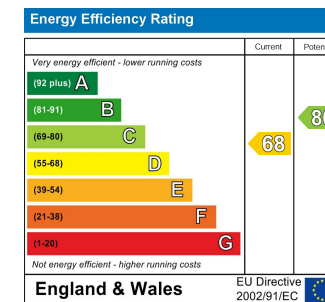 Energy Efficiency Rating
Current
Very energy efficient - lower running costs
(92 plus) A
(81-91) B
(69-80) C
68
(55-68) D
(39-54) E
(21-38) F
(1-20) G
Not energy efficient - higher running costs
England & Wales
EU Directive
2002/91/EC